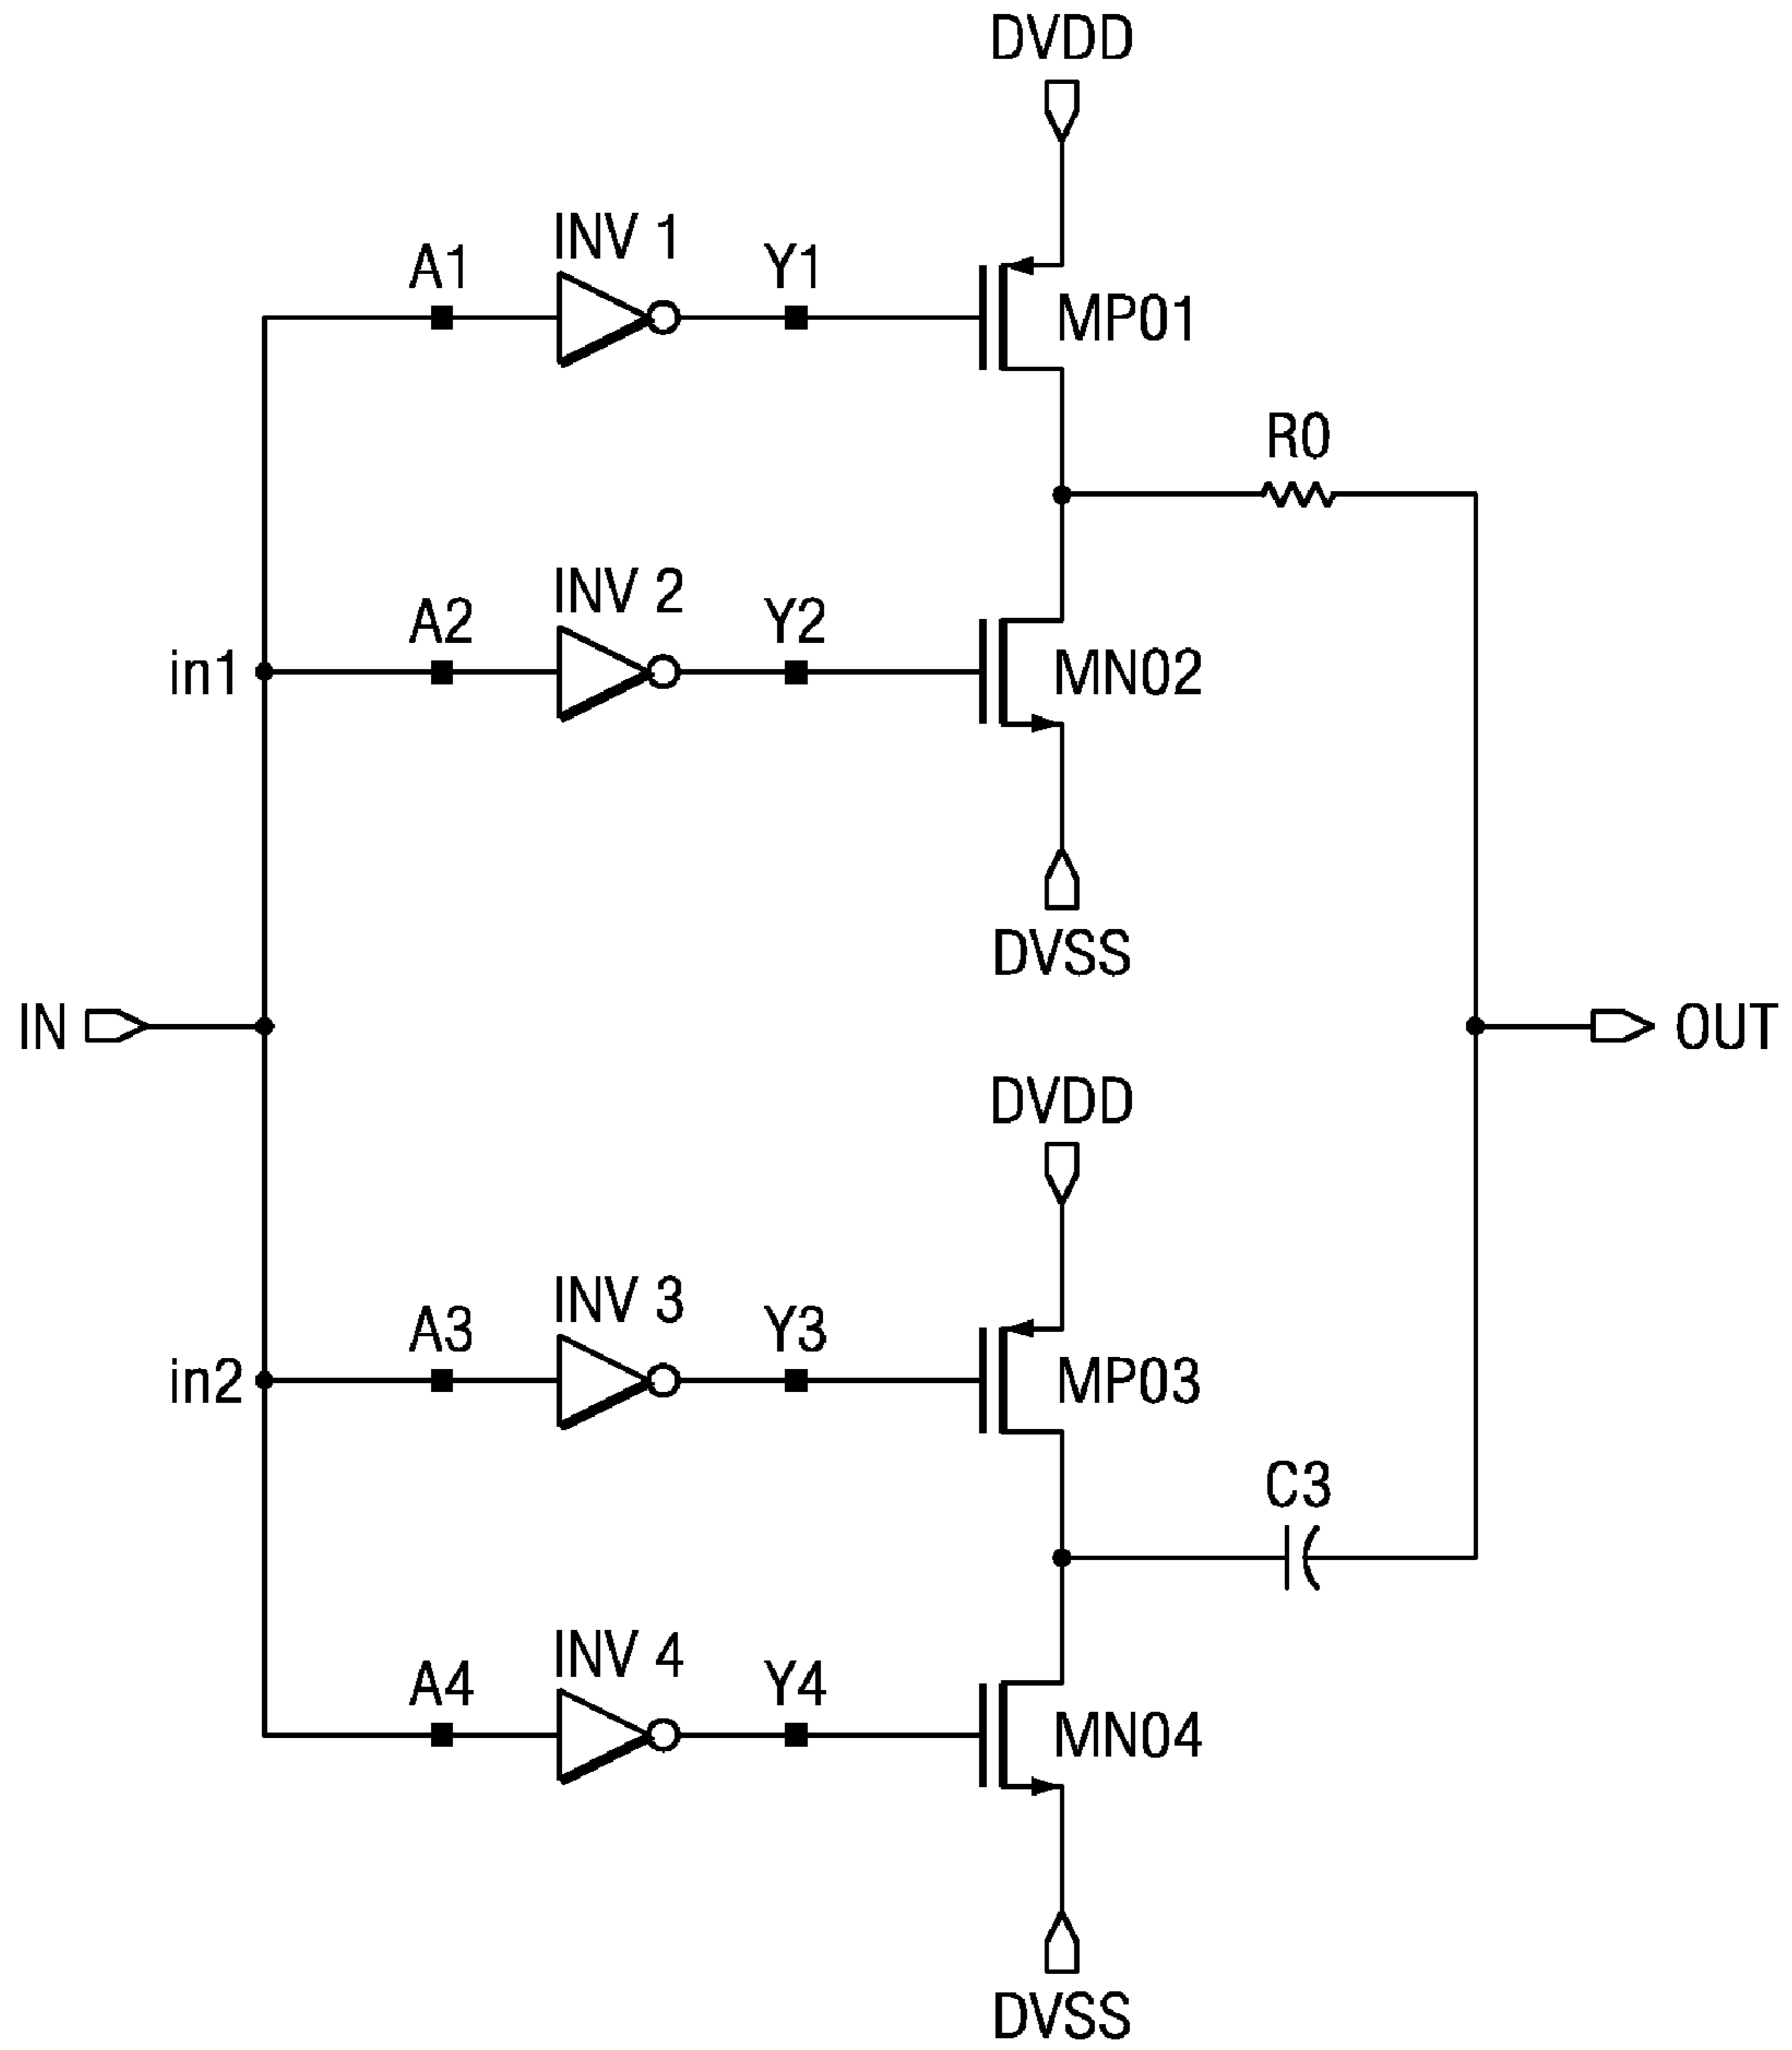 DVDD
INV 1
A1
Y1
MP01
R0
INV 2
A2
Y2
in1
MN02
DVSS
IN
OUT
DVDD
INV 3
A3
Y3
in2
MP03
C3
INV 4
A4
Y4
MN04
DVSS